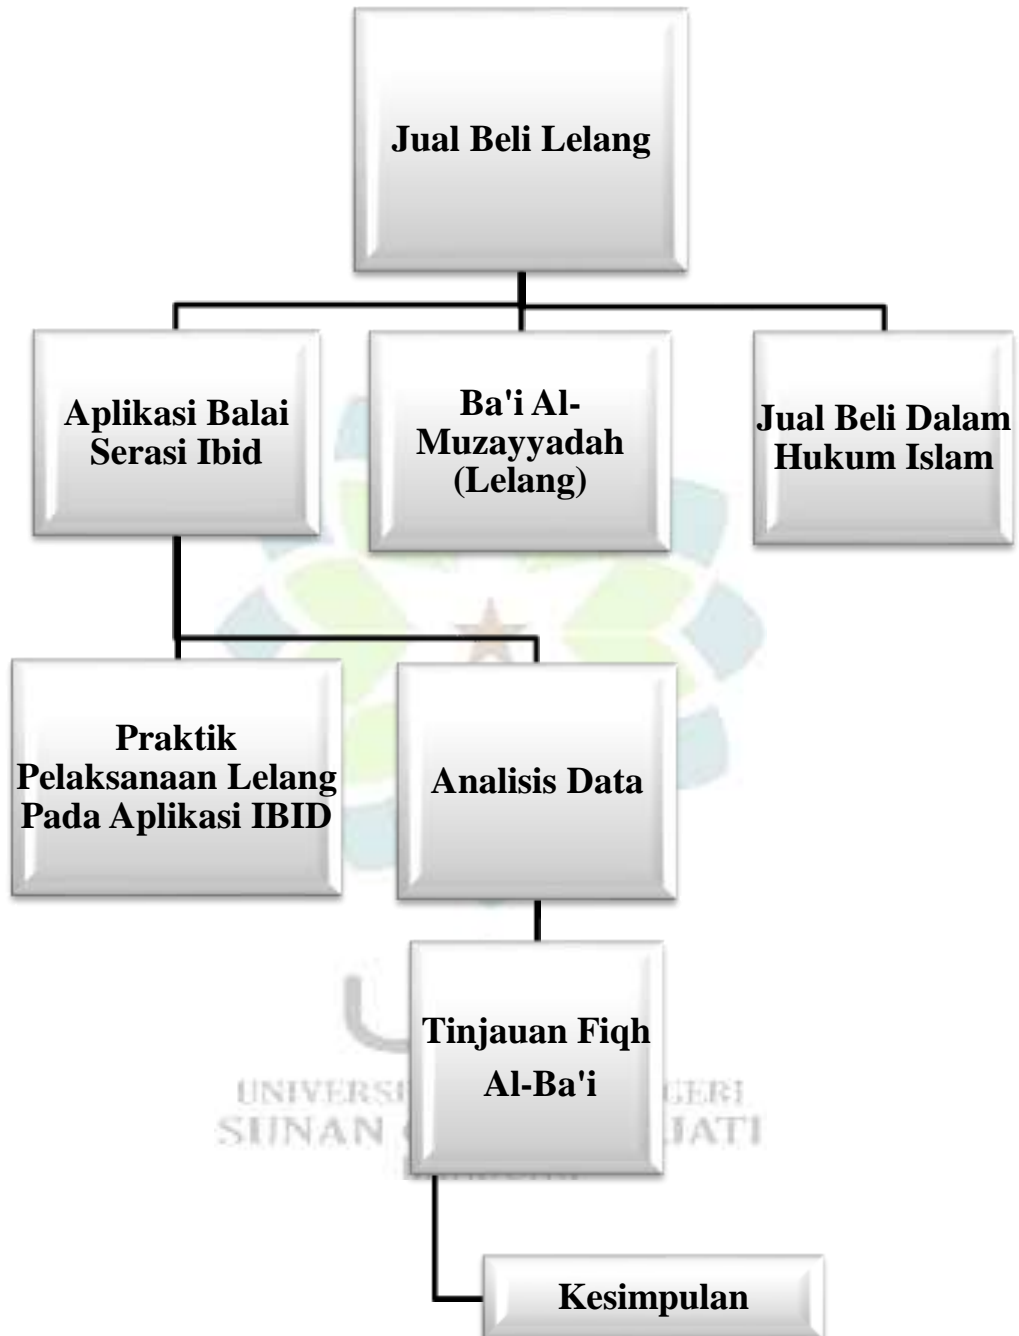 Jual Beli Lelang
Aplikasi Balai
Serasi Ibid
Ba'i Al-
Muzayyadah
(Lelang)
Jual Beli Dalam
Hukum Islam
Praktik
Pelaksanaan Lelang
Pada Aplikasi IBID
Analisis Data
Tinjauan Fiqh
Al-Ba'i
SUNAN
Kesimpulan